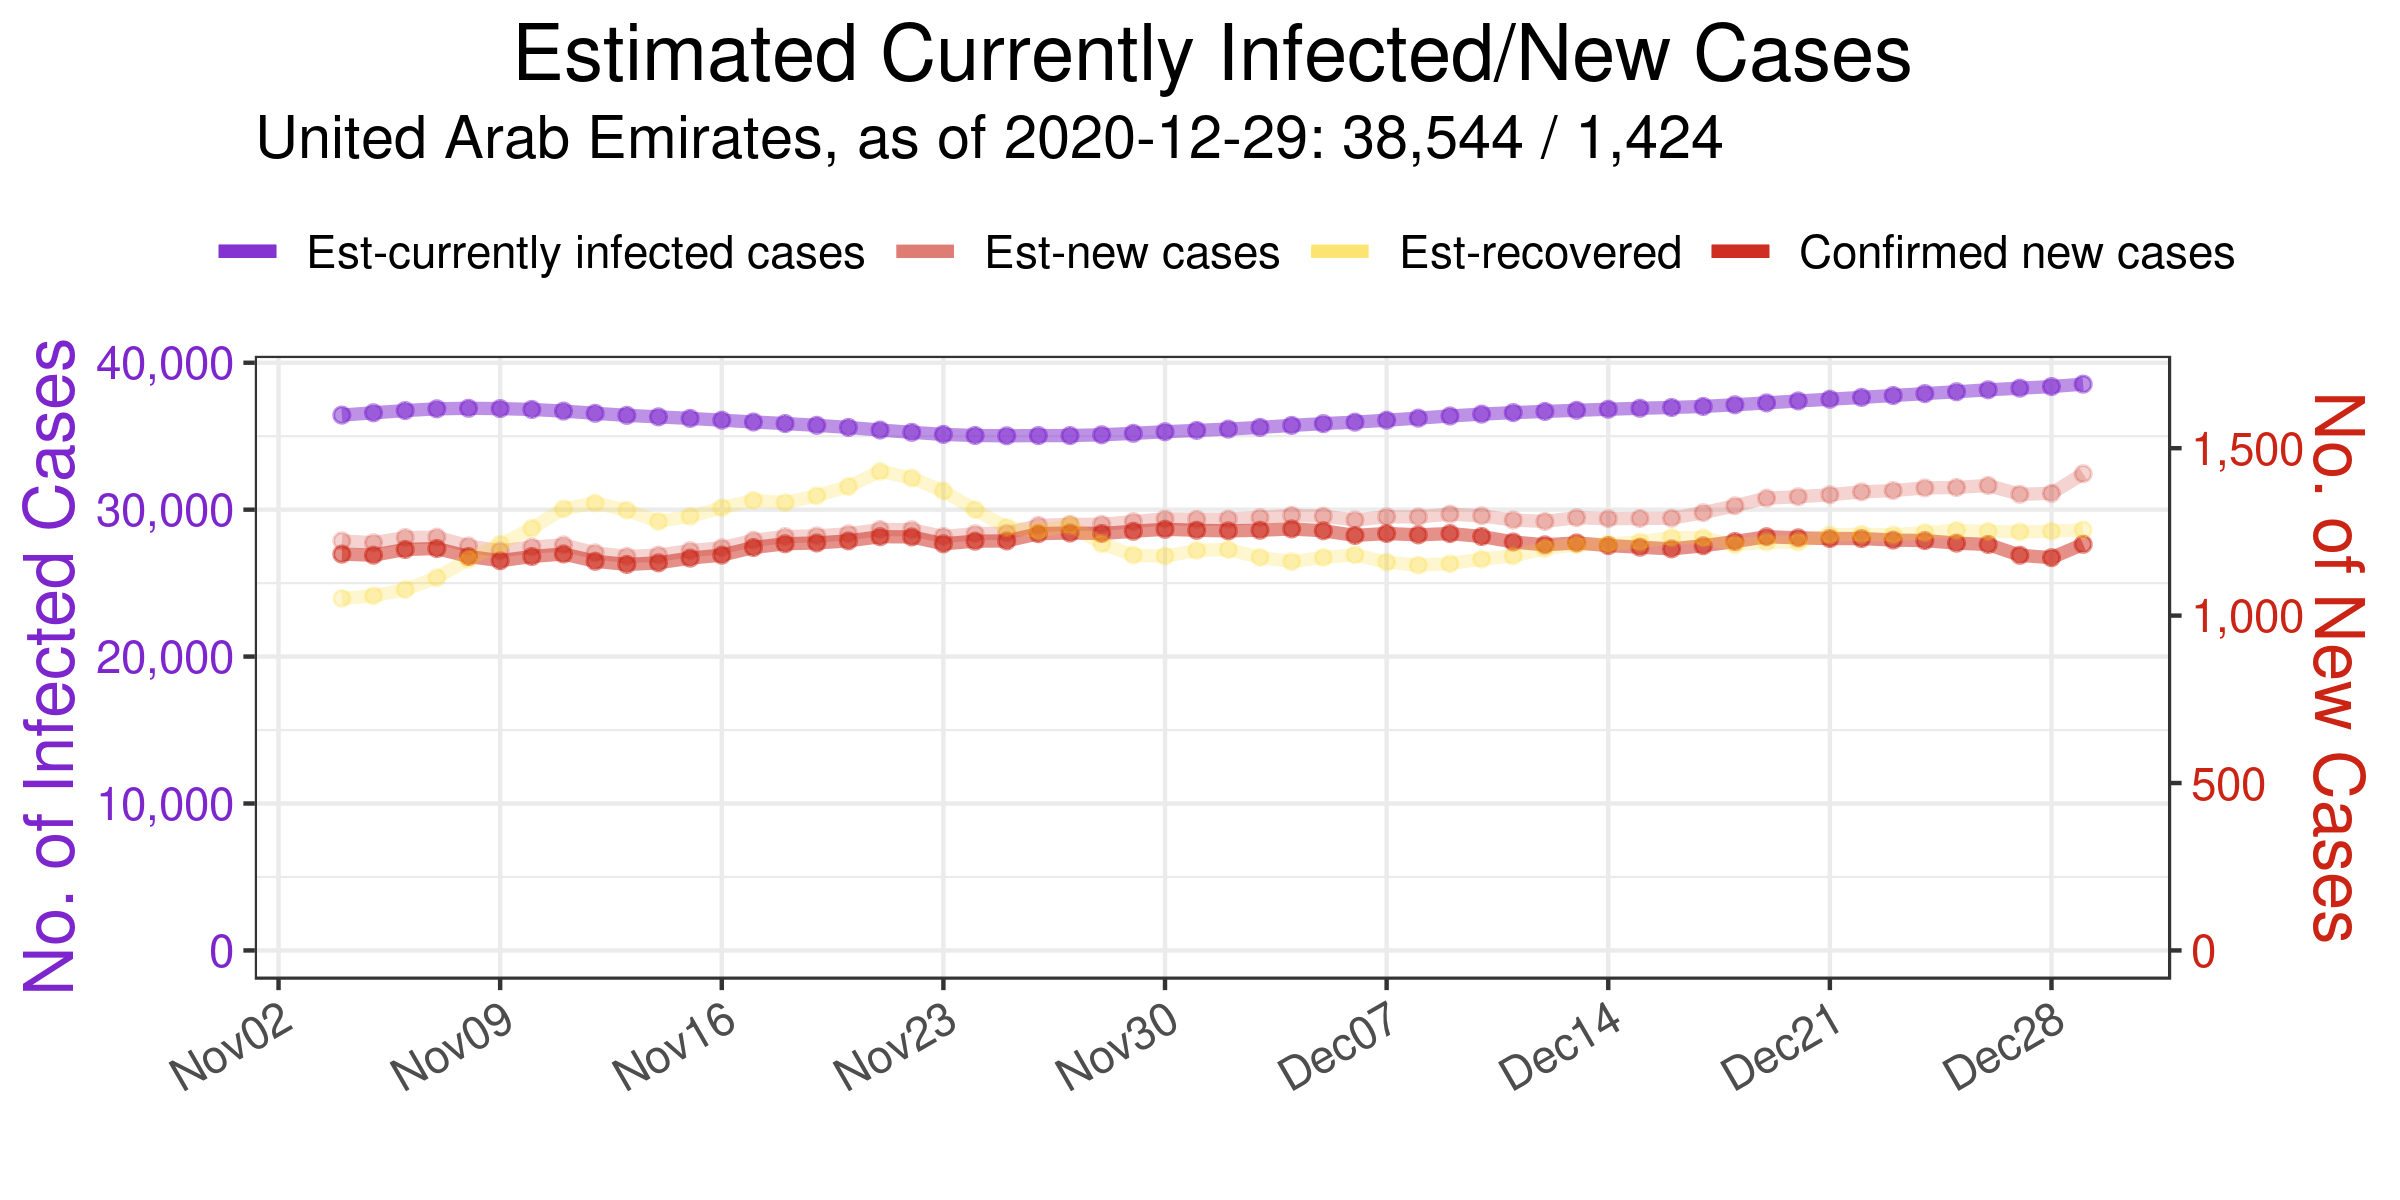 Estimated Currently Infected/New Cases
United Arab Emirates, as of 2020-12-29: 38,544 / 1,424
Est-currently infected cases Est-new cases Est-recovered Confirmed new cases
No. of Infected Cases
40,000
30,000
20,000
10,000
0
1,500
1,000
500
0
No. of New Cases
Nov02 Nov09 Nov16 Nov23 Nov30 Dec07 Dec14 Dec21 Dec28